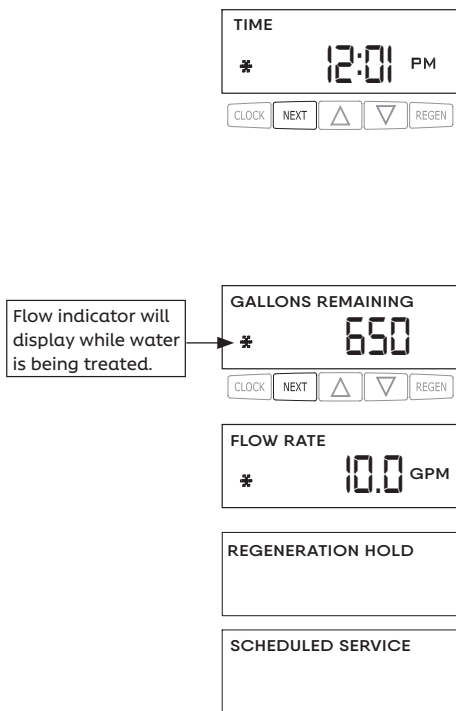 TIME
* 12:01 PM
CLOCK NEXT REGEN
GALLONS REMAINING
Flow indicator will
display while water
is being treated.
* 650
CLOCK NEXT REGEN
FLOW RATE
* 10.0 GPM
REGENERATION HOLD
SCHEDULED SERVICE